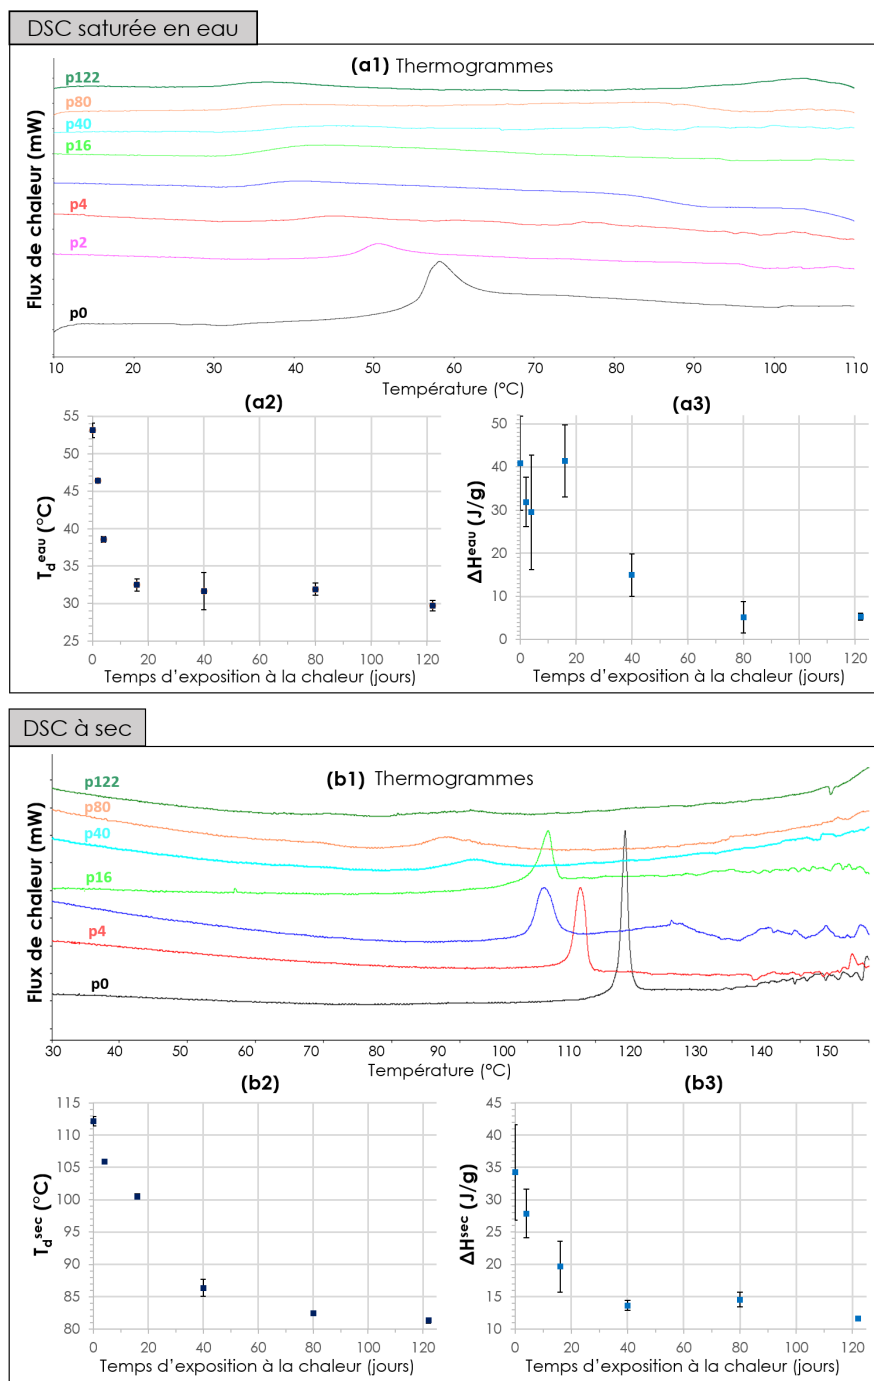 DSC saturée en eau
(a1) Thermogrammes
Flux de chaleur (mW)
p122
p80
p40
p16
p4
p2
p0
10 20 30 40 50 60 70 80 90 100 110
Température (°C)
(a2)
T_d^eau (°C)
55
50
45
40
35
30
25
0 20 40 60 80 100 120
Temps d’exposition à la chaleur (jours)
(a3)
ΔH^eau (J/g)
50
40
30
20
10
0
0 20 40 60 80 100 120
Temps d’exposition à la chaleur (jours)
DSC à sec
(b1) Thermogrammes
Flux de chaleur (mW)
p122
p80
p40
p16
p4
p0
30 40 50 60 70 80 90 100 110 120 130 140 150
Température (°C)
(b2)
T_d^sec (°C)
115
110
105
100
95
90
85
80
0 20 40 60 80 100 120
Temps d’exposition à la chaleur (jours)
(b3)
ΔH^sec (J/g)
45
40
35
30
25
20
15
10
0 20 40 60 80 100 120
Temps d’exposition à la chaleur (jours)